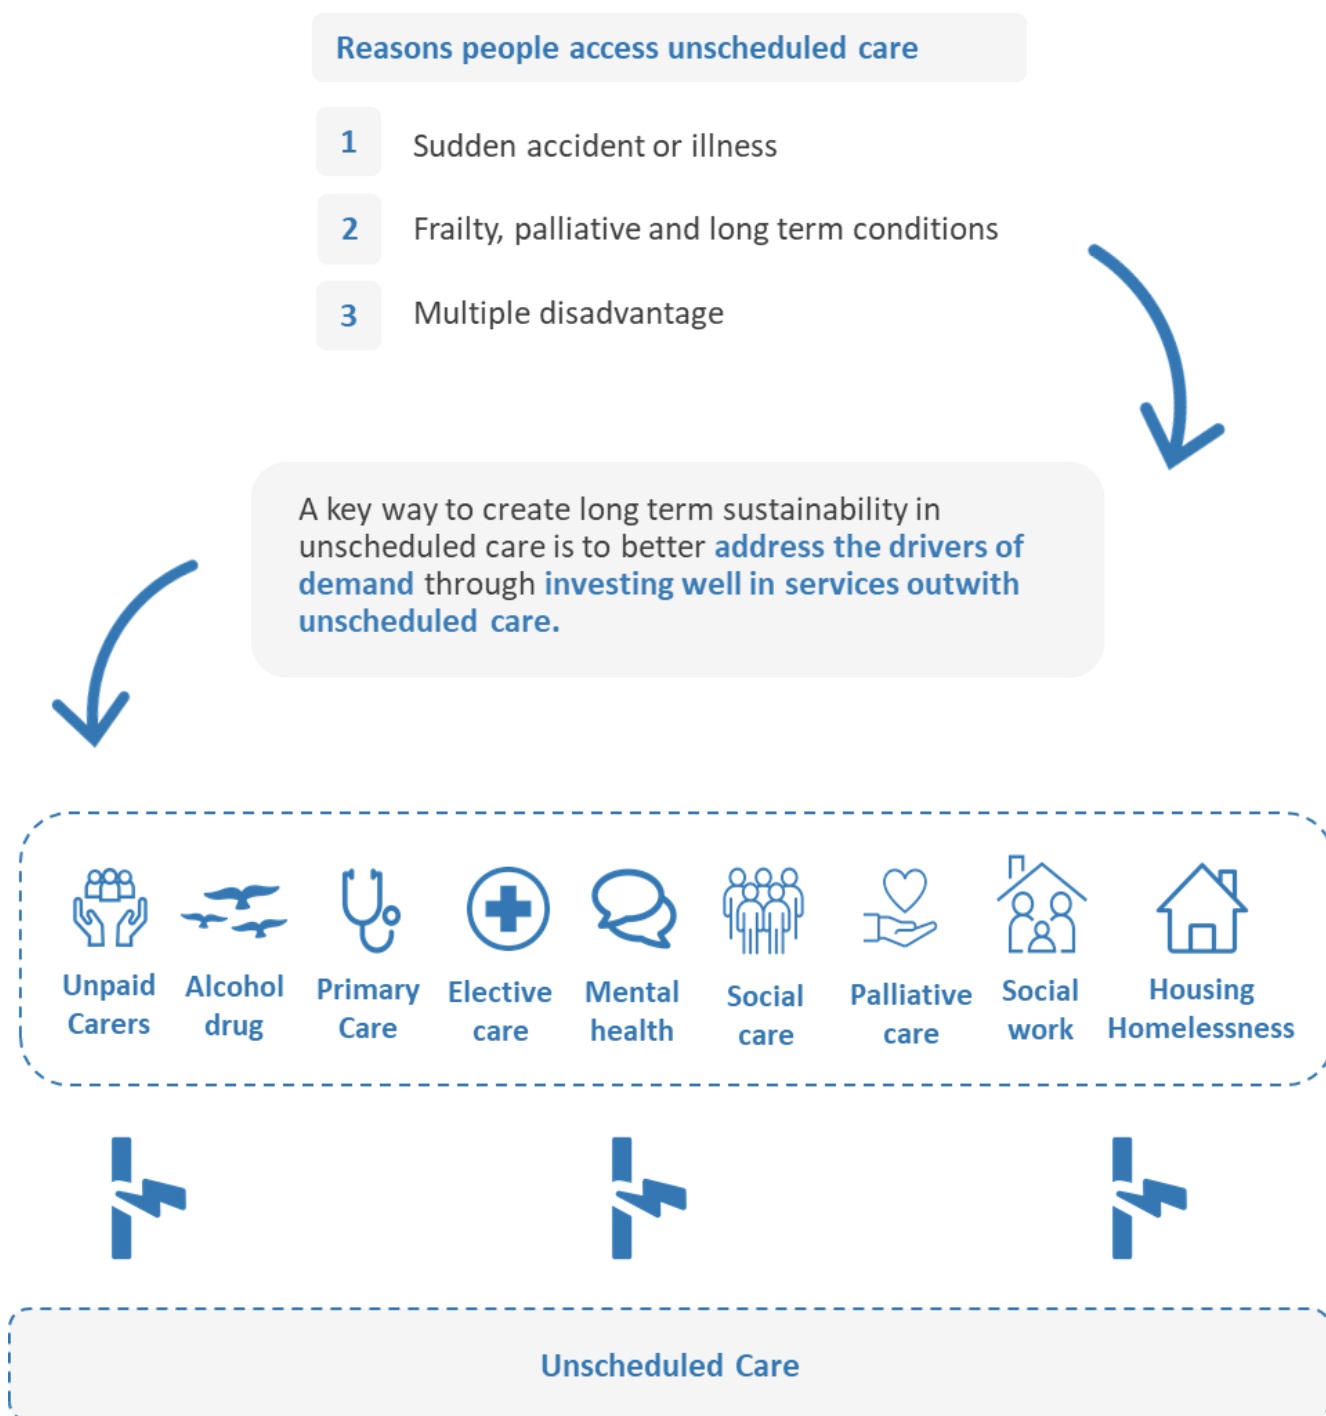 Reasons people access unscheduled care
1 Sudden accident or illness
2 Frailty, palliative and long term conditions
3 Multiple disadvantage
A key way to create long term sustainability in
unscheduled care is to better address the drivers of
demand through investing well in services outwith
unscheduled care.
Unpaid
Carers
Alcohol
drug
Primary
Care
Elective
care
Mental
health
Social
care
Palliative
care
Social
work
Housing
Homelessness
Unscheduled Care